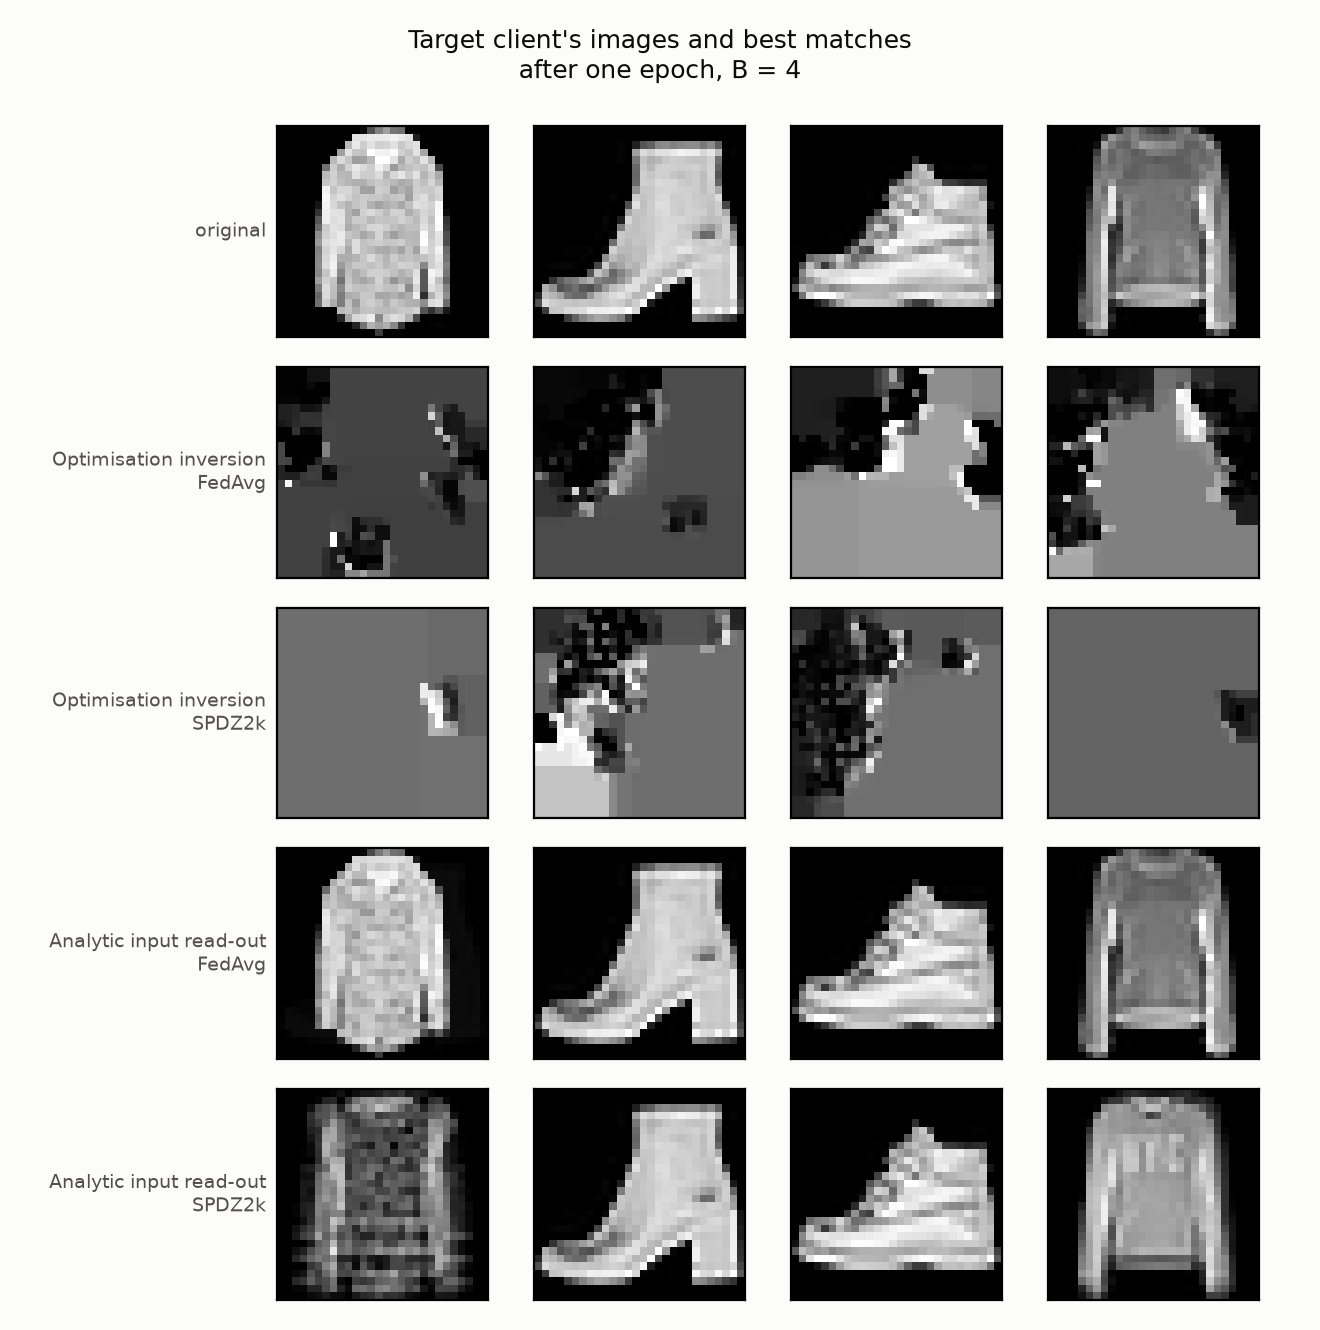 Target client's images and best matches
after one epoch, B = 4
original
Optimisation inversion
FedAvg
Optimisation inversion
SPDZ2k
Analytic input read-out
FedAvg
Analytic input read-out
SPDZ2k